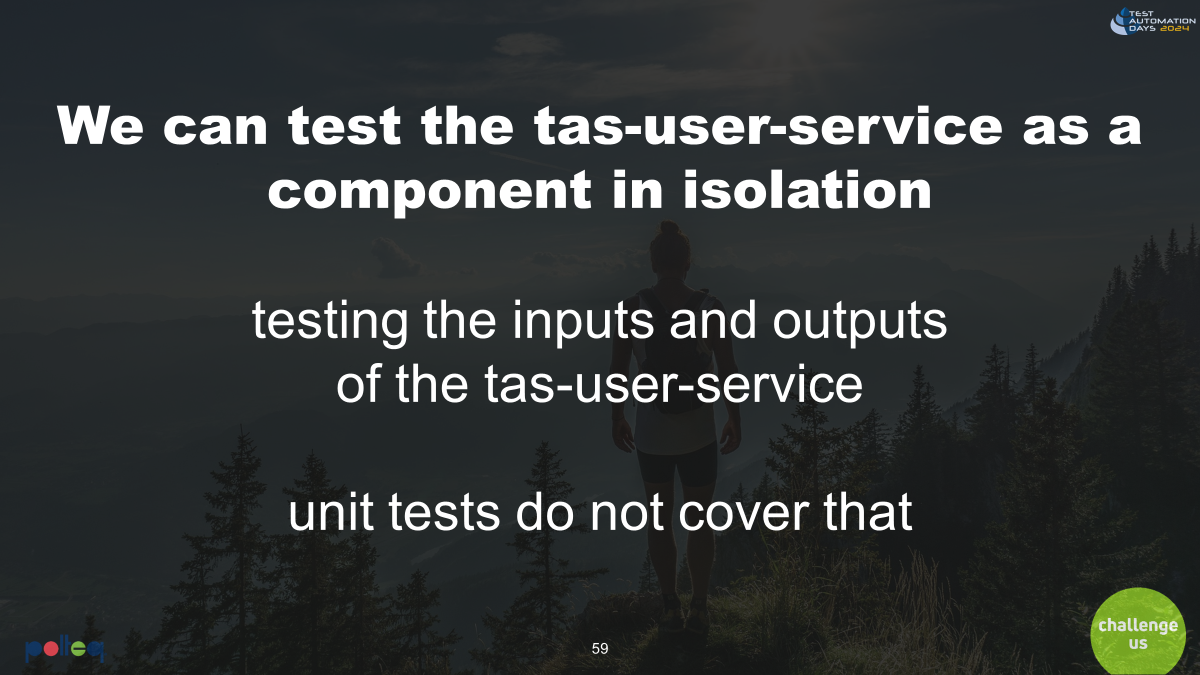 TEST
AUTOMATION
DAYS 2024
We can test the tas-user-service as a
component in isolation
testing the inputs and outputs
of the tas-user-service
unit tests do not cover that
polteq
59
challenge
us